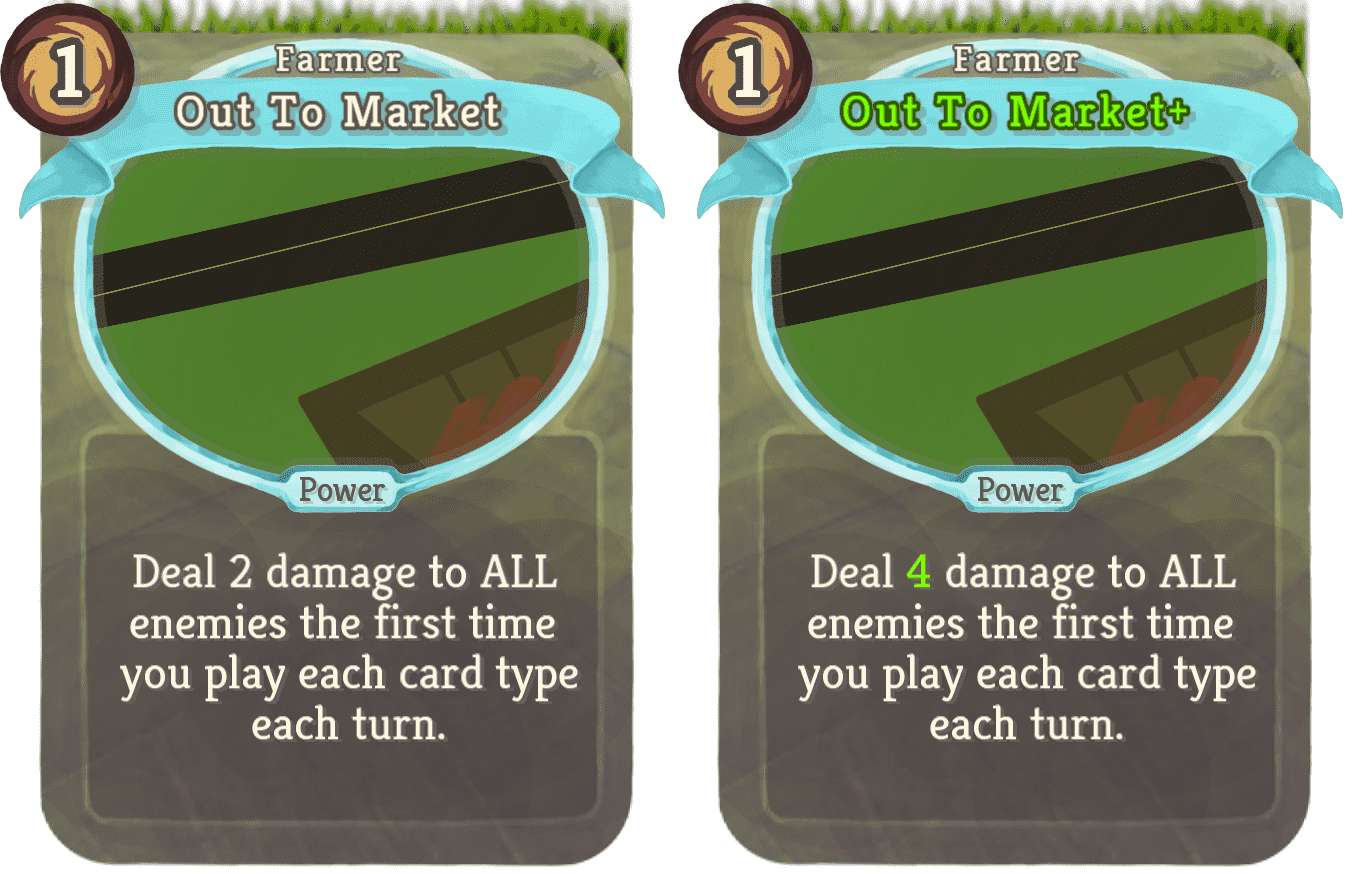 1
Farmer
Out To Market
Power
Deal 2 damage to ALL
enemies the first time
you play each card type
each turn.
1
Farmer
Out To Market+
Power
Deal 4 damage to ALL
enemies the first time
you play each card type
each turn.